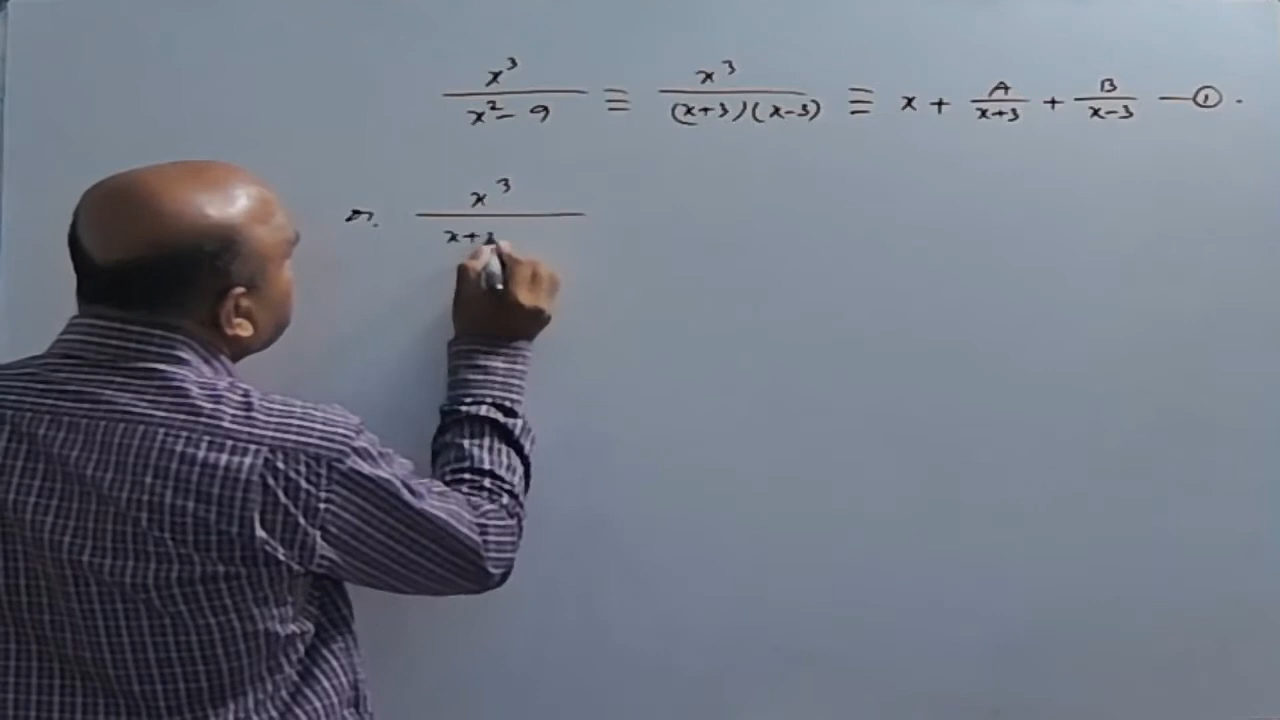 x³/(x² - 9) ≡ x³/((x+3)(x-3)) ≡ x + A/(x+3) + B/(x-3) — ① .
x³/(x+